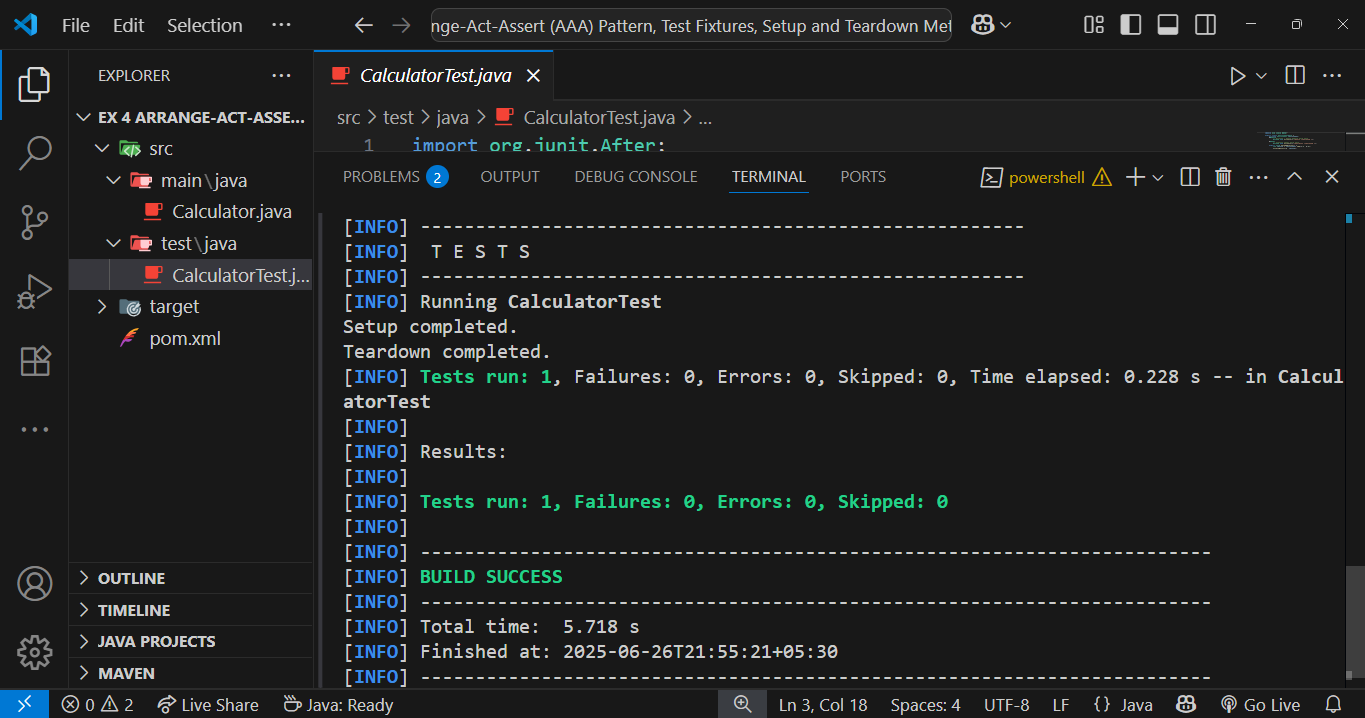 File Edit Selection ···
nge-Act-Assert (AAA) Pattern, Test Fixtures, Setup and Teardown Met
EXPLORER ···
EX 4 ARRANGE-ACT-ASSE...
src
main\java
Calculator.java
test\java
CalculatorTest.j...
target
pom.xml
OUTLINE
TIMELINE
JAVA PROJECTS
MAVEN
CalculatorTest.java
src > test > java > CalculatorTest.java > ...
1 import org.junit.After;
PROBLEMS 2 OUTPUT DEBUG CONSOLE TERMINAL PORTS
powershell
[INFO] -------------------------------------------------------
[INFO]  T E S T S
[INFO] -------------------------------------------------------
[INFO] Running CalculatorTest
Setup completed.
Teardown completed.
[INFO] Tests run: 1, Failures: 0, Errors: 0, Skipped: 0, Time elapsed: 0.228 s -- in Calcul
atorTest
[INFO]
[INFO] Results:
[INFO]
[INFO] Tests run: 1, Failures: 0, Errors: 0, Skipped: 0
[INFO]
[INFO] ------------------------------------------------------------------------
[INFO] BUILD SUCCESS
[INFO] ------------------------------------------------------------------------
[INFO] Total time:  5.718 s
[INFO] Finished at: 2025-06-26T21:55:21+05:30
[INFO] ------------------------------------------------------------------------
0 2 Live Share Java: Ready Ln 3, Col 18 Spaces: 4 UTF-8 LF {} Java Go Live